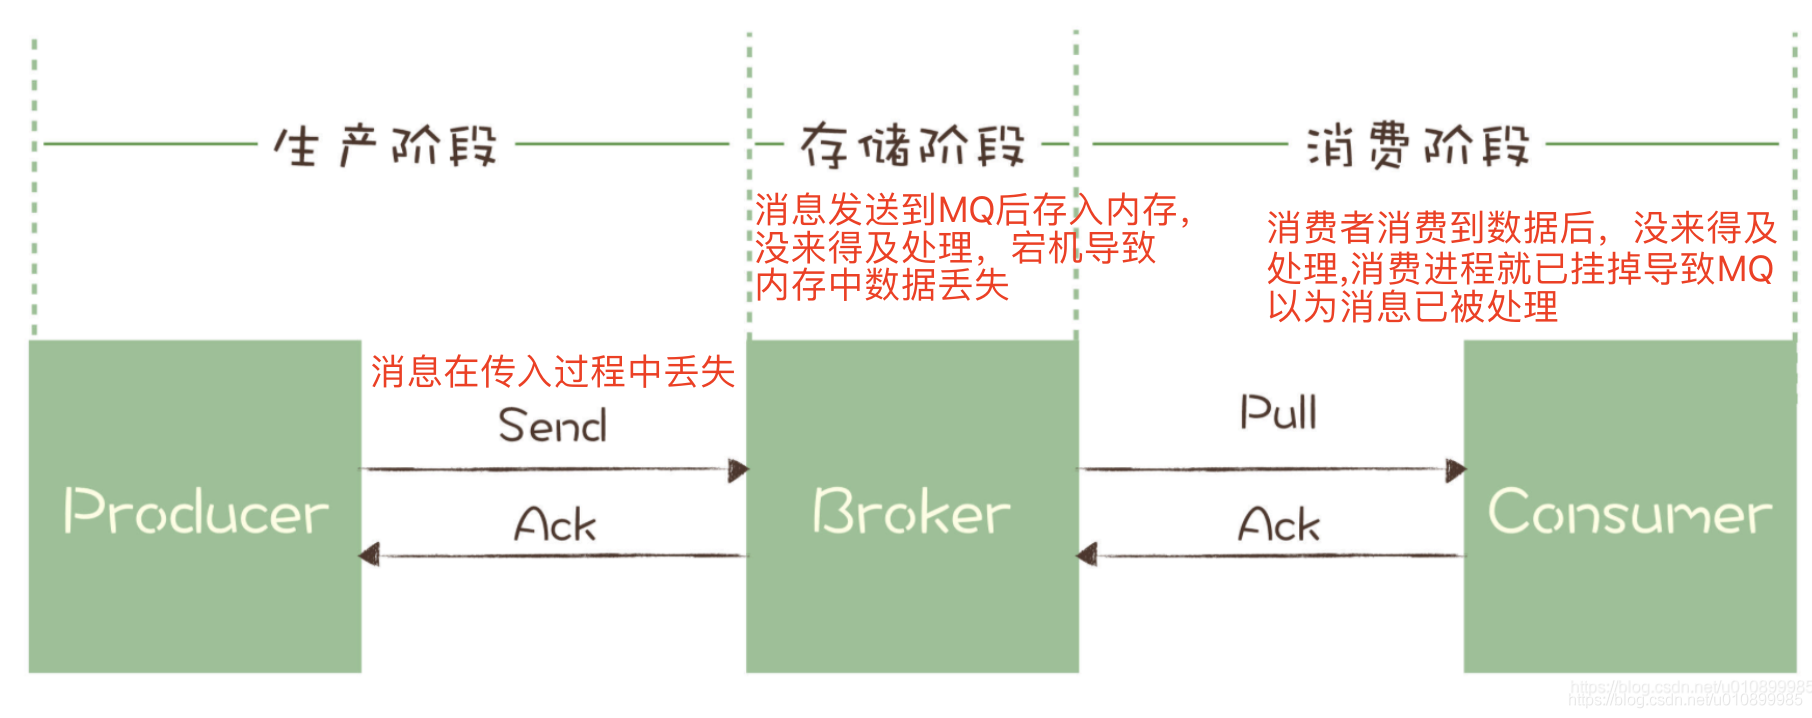 生产阶段
存储阶段
消费阶段
消息发送到MQ后存入内存，
没来得及处理，宕机导致
内存中数据丢失
消费者消费到数据后，没来得及
处理,消费进程就已挂掉导致MQ
以为消息已被处理
消息在传入过程中丢失
Send
Pull
Producer
Ack
Broker
Ack
Consumer
https://blog.csdn.net/u010899985
https://blog.csdn.net/u010899985